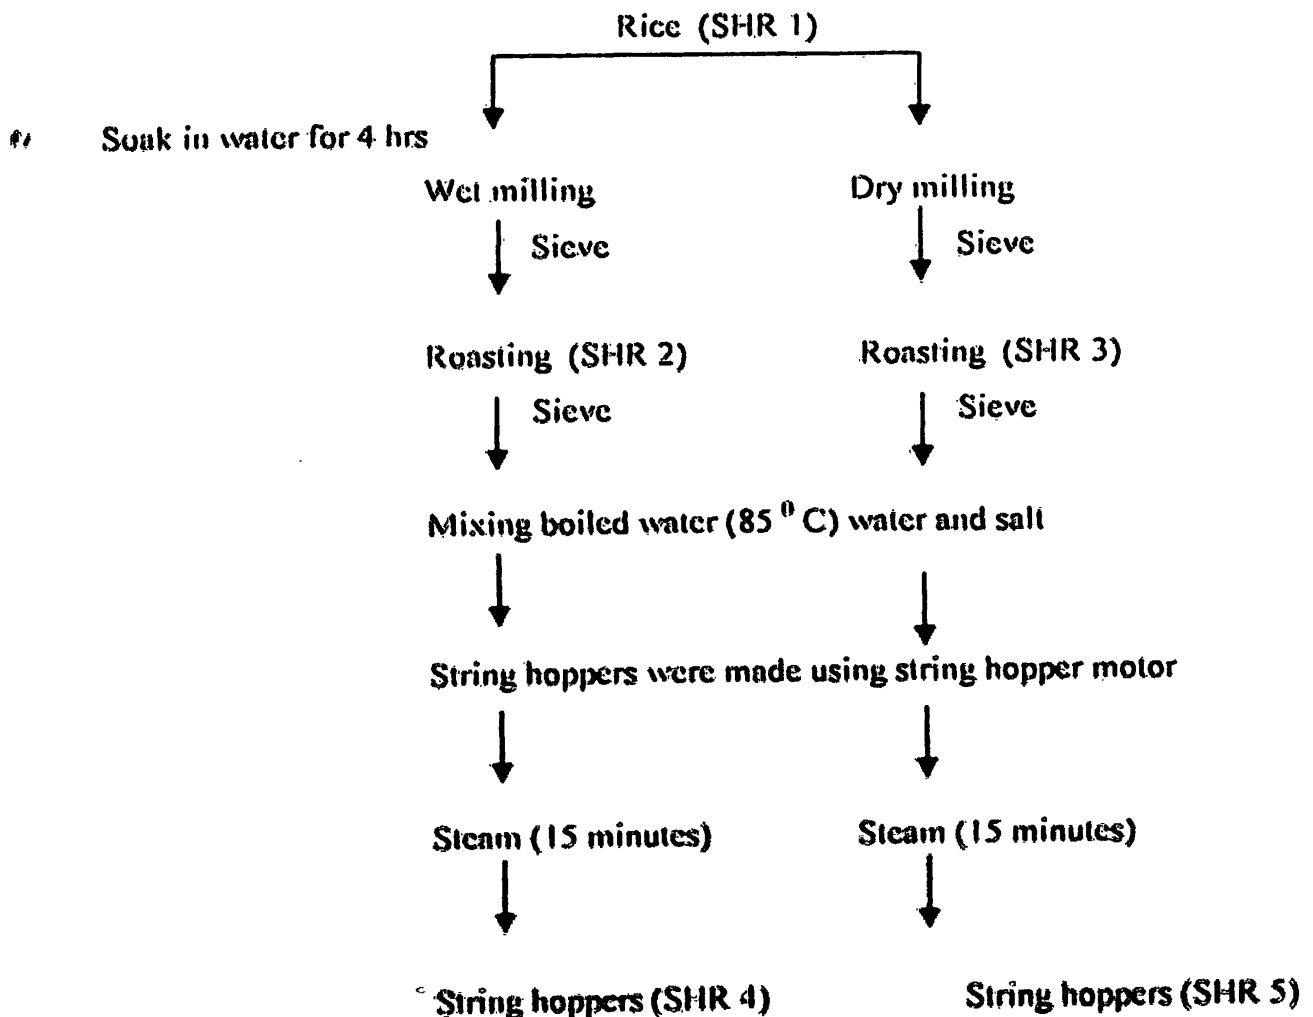 Rice (SHR 1)
Soak in water for 4 hrs
Wet milling Dry milling
Sieve Sieve
Roasting (SHR 2) Roasting (SHR 3)
Sieve Sieve
Mixing boiled water (85 ⁰ C) water and salt
String hoppers were made using string hopper motor
Steam (15 minutes) Steam (15 minutes)
String hoppers (SHR 4) String hoppers (SHR 5)